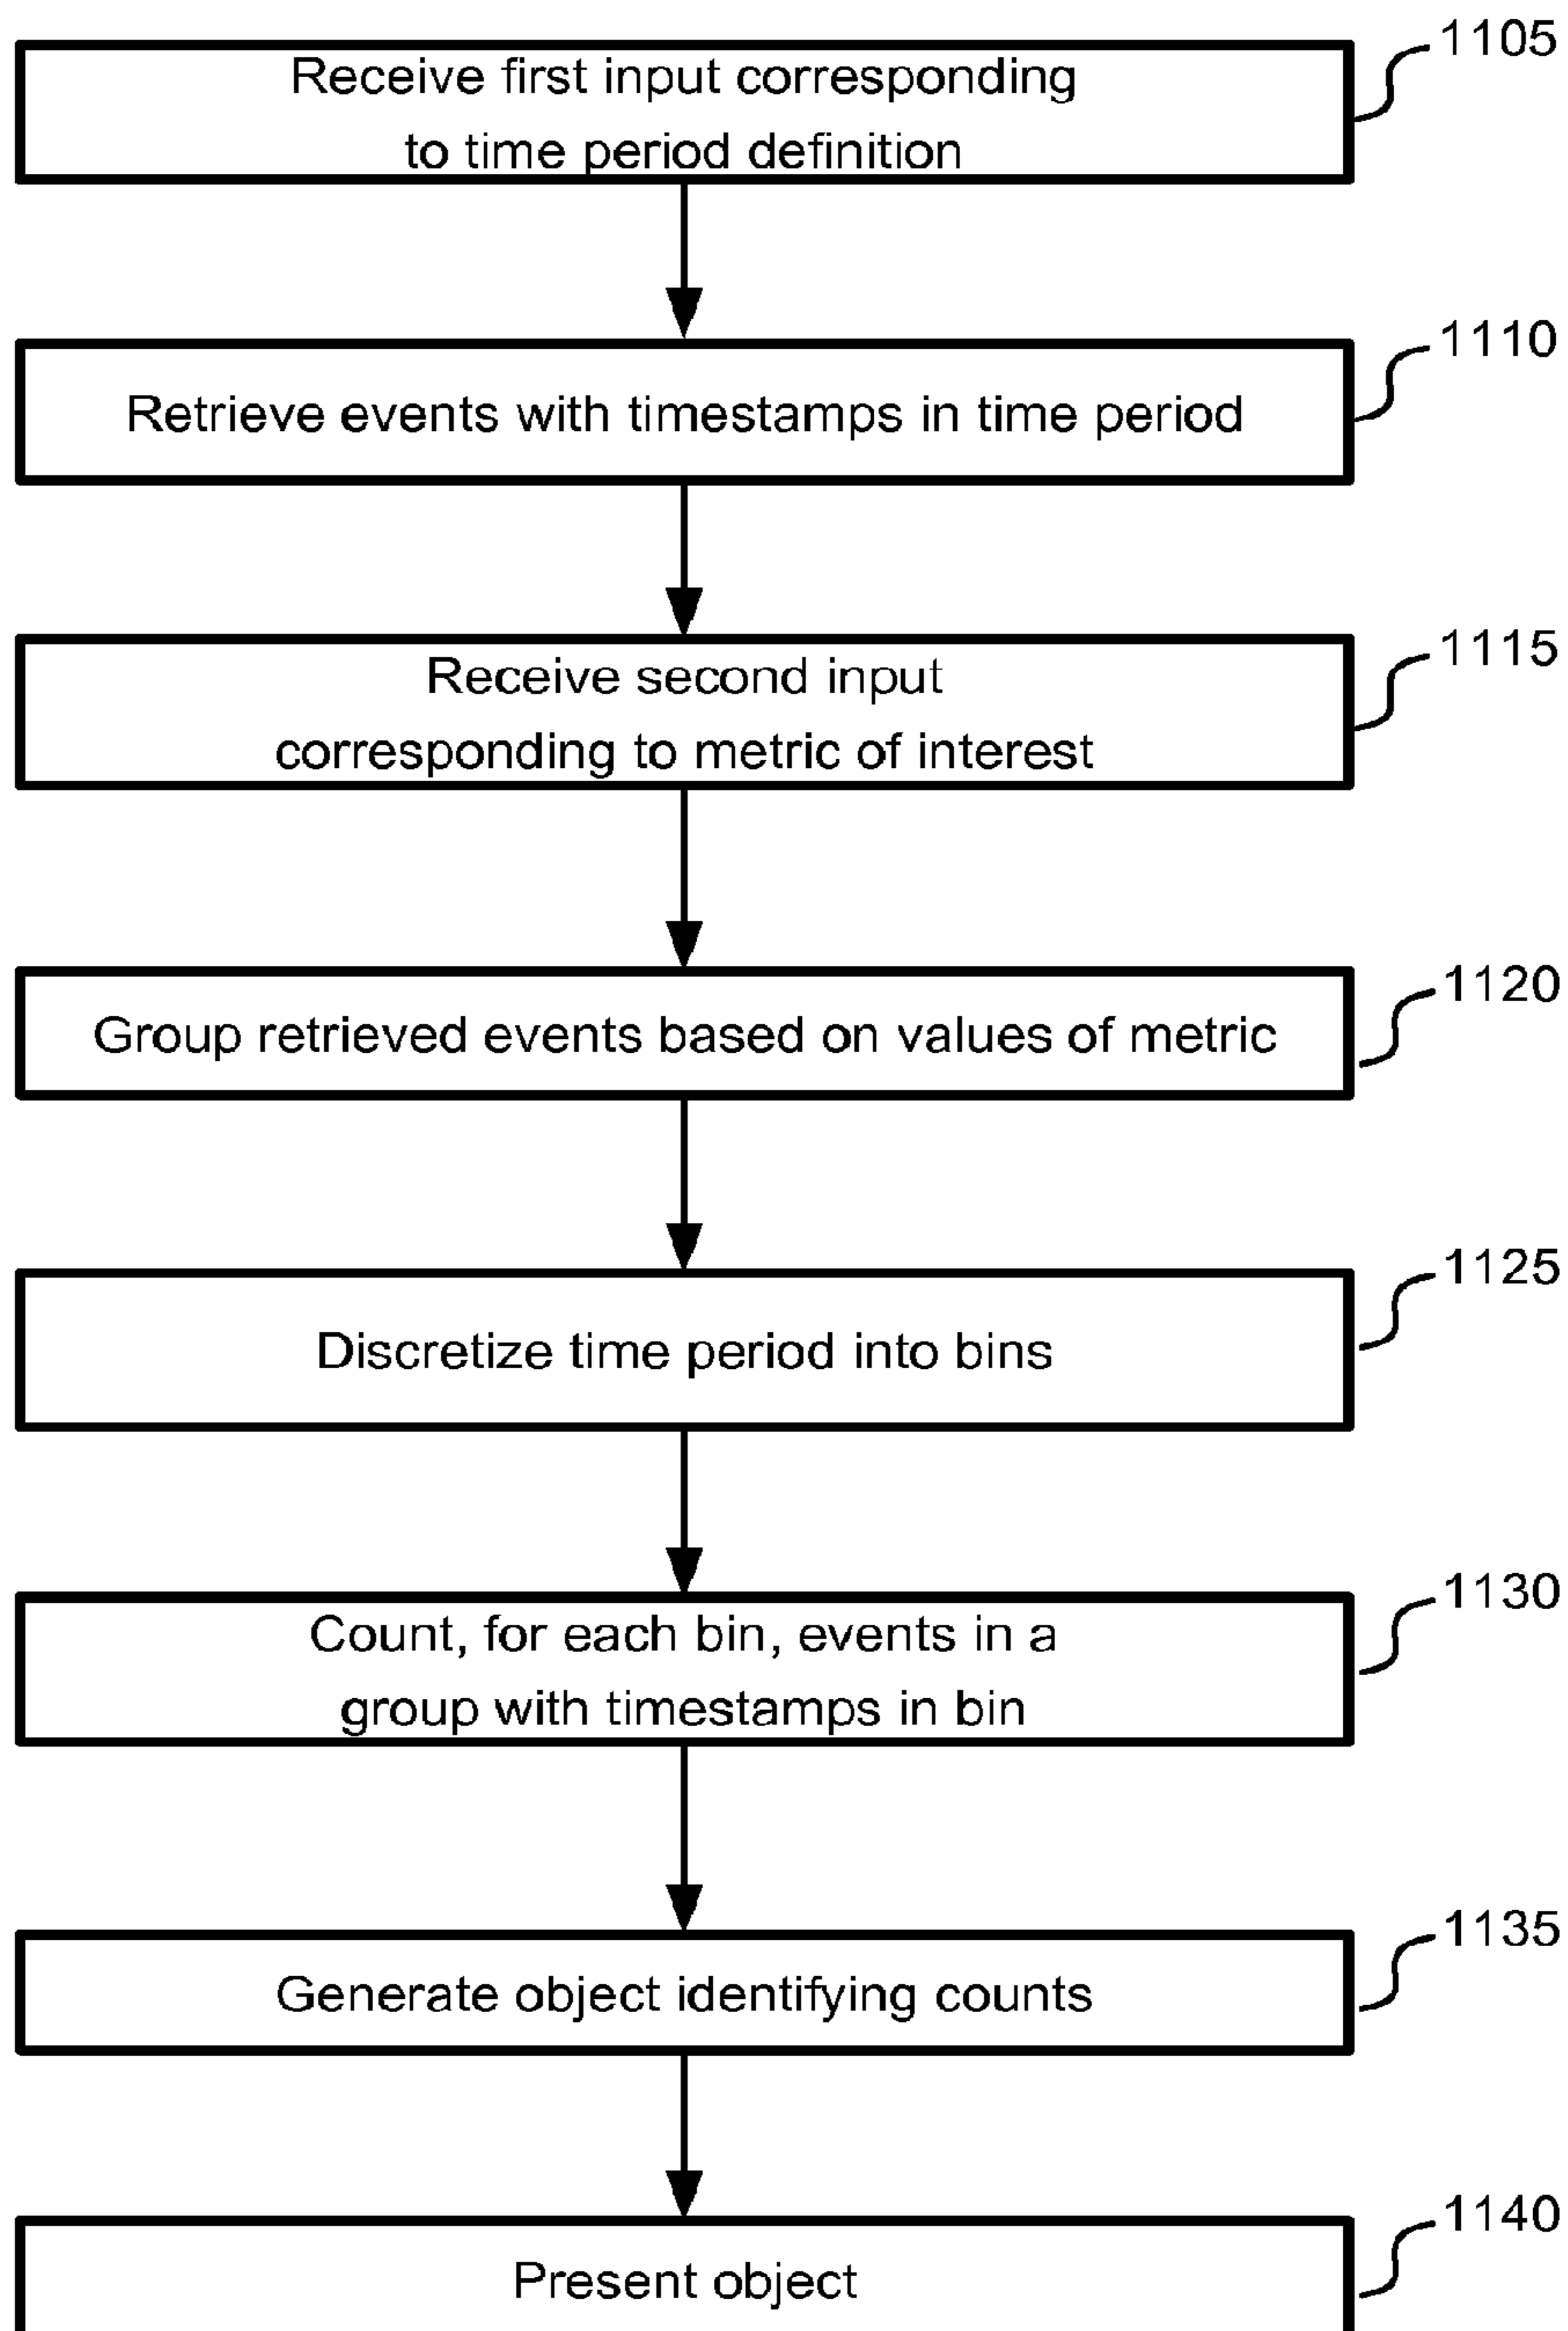 1105
Receive first input corresponding
to time period definition
1110
Retrieve events with timestamps in time period
1115
Receive second input
corresponding to metric of interest
1120
Group retrieved events based on values of metric
1125
Discretize time period into bins
1130
Count, for each bin, events in a
group with timestamps in bin
1135
Generate object identifying counts
1140
Present object